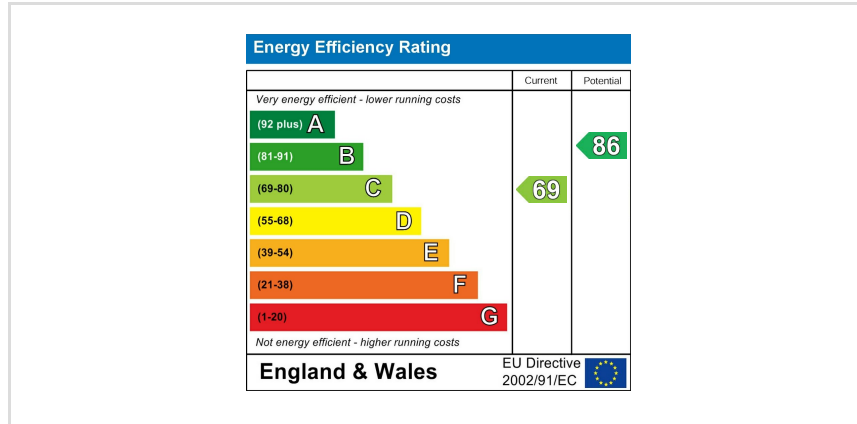 Energy Efficiency Rating
Current Potential
Very energy efficient - lower running costs
(92 plus) A
(81-91) B
86
(69-80) C
69
(55-68) D
(39-54) E
(21-38) F
(1-20) G
Not energy efficient - higher running costs
England & Wales
EU Directive
2002/91/EC